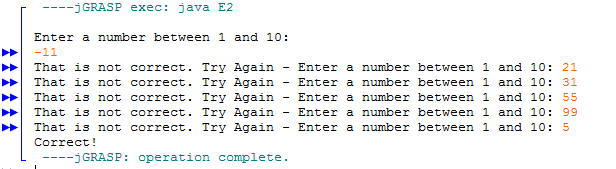 ----jGRASP exec: java E2
Enter a number between 1 and 10:
-11
That is not correct. Try Again - Enter a number between 1 and 10: 21
That is not correct. Try Again - Enter a number between 1 and 10: 31
That is not correct. Try Again - Enter a number between 1 and 10: 55
That is not correct. Try Again - Enter a number between 1 and 10: 99
That is not correct. Try Again - Enter a number between 1 and 10: 5
Correct!
----jGRASP: operation complete.